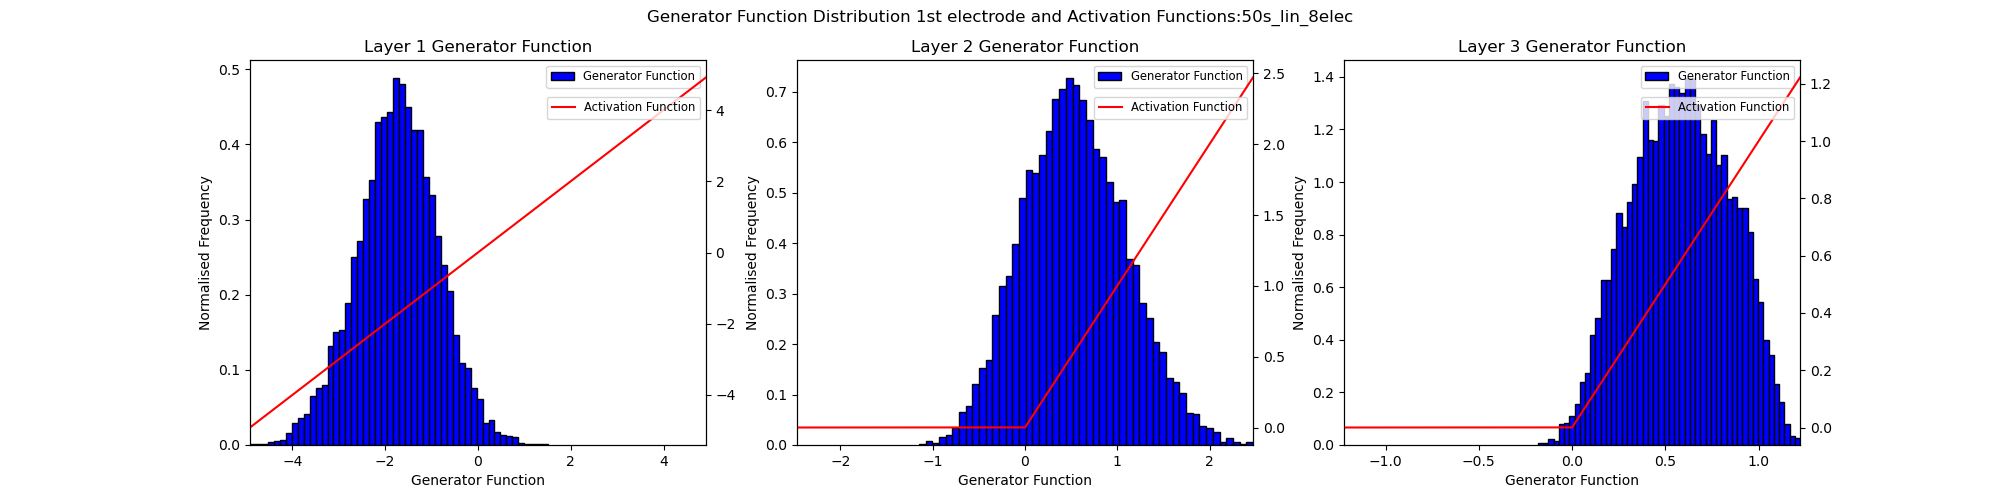 Generator Function Distribution 1st electrode and Activation Functions:50s_lin_8elec
Layer 1 Generator Function
Generator Function
Activation Function
Normalised Frequency
0.5
0.4
0.3
0.2
0.1
0.0
4
2
0
−2
−4
−4 −2 0 2 4
Generator Function
Layer 2 Generator Function
Generator Function
Activation Function
Normalised Frequency
0.7
0.6
0.5
0.4
0.3
0.2
0.1
0.0
2.5
2.0
1.5
1.0
0.5
0.0
−2 −1 0 1 2
Generator Function
Layer 3 Generator Function
Generator Function
Activation Function
Normalised Frequency
1.4
1.2
1.0
0.8
0.6
0.4
0.2
0.0
1.2
1.0
0.8
0.6
0.4
0.2
0.0
−1.0 −0.5 0.0 0.5 1.0
Generator Function